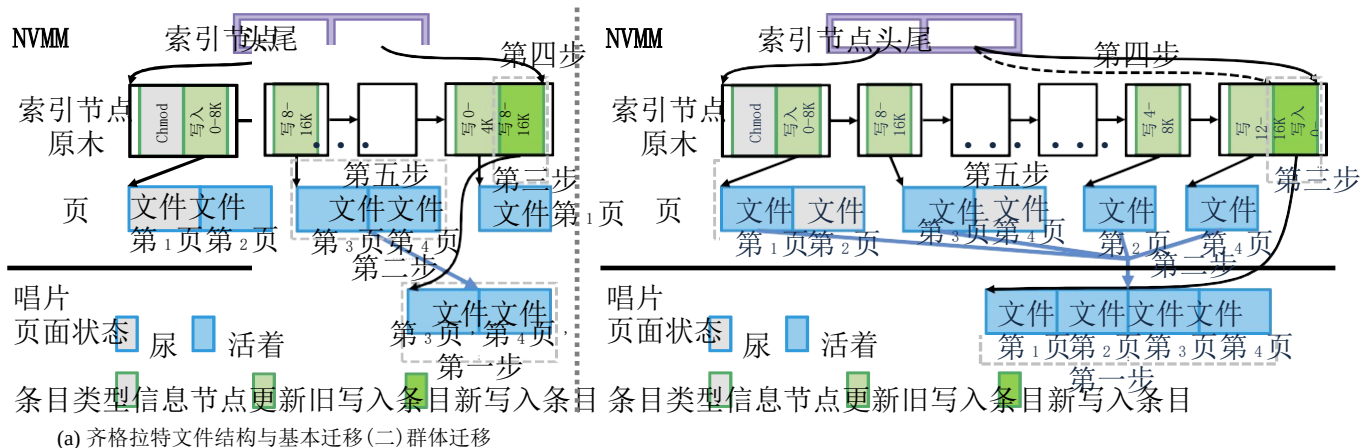 NVMM
索引节点头尾
第四步
索引节点
原木
Chmod
写入
0-8K
写8-
16K
写0-
4K
写8-
16K
第五步
第三步
页
文件文件
第1页第2页
文件文件
第3页第4页
文件第1页
第二步
唱片
页面状态
尿
活着
文件文件
第3页,第4页,
第一步
条目类型信息节点更新旧写入条目新写入条目
NVMM
索引节点头尾
第四步
索引节点
原木
Chmod
写入
0-8K
写8-
16K
写4-
8K
写
12-
16K
写入
0-
第五步
第三步
页
文件
第1页第2页
文件
第3页第4页
文件
第2页
文件
第4页
第二步
唱片
页面状态
尿
活着
文件文件文件文件
第1页第2页第3页第4页
第一步
条目类型信息节点更新旧写入条目新写入条目
(a) 齐格拉特文件结构与基本迁移(二)群体迁移